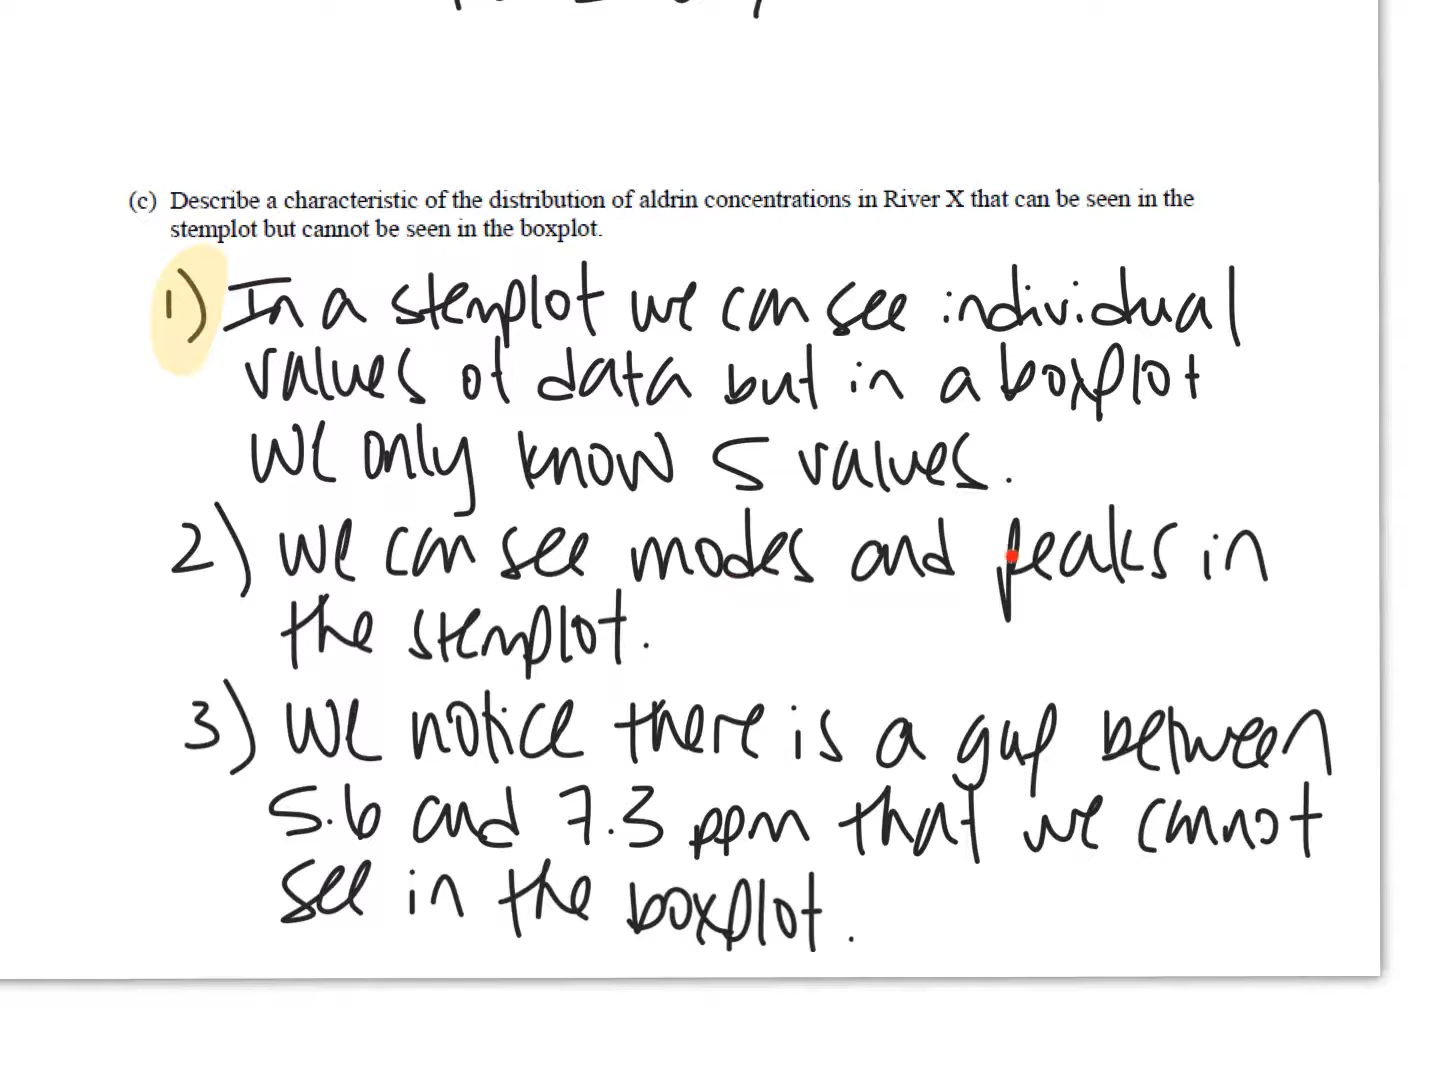 (c) Describe a characteristic of the distribution of aldrin concentrations in River X that can be seen in the
stemplot but cannot be seen in the boxplot.
1) In a stemplot we can see individual
values of data but in a boxplot
we only know 5 values.
2) we can see modes and peaks in
the stemplot.
3) we notice there is a gap between
5.6 and 7.3 ppm that we cannot
see in the boxplot.